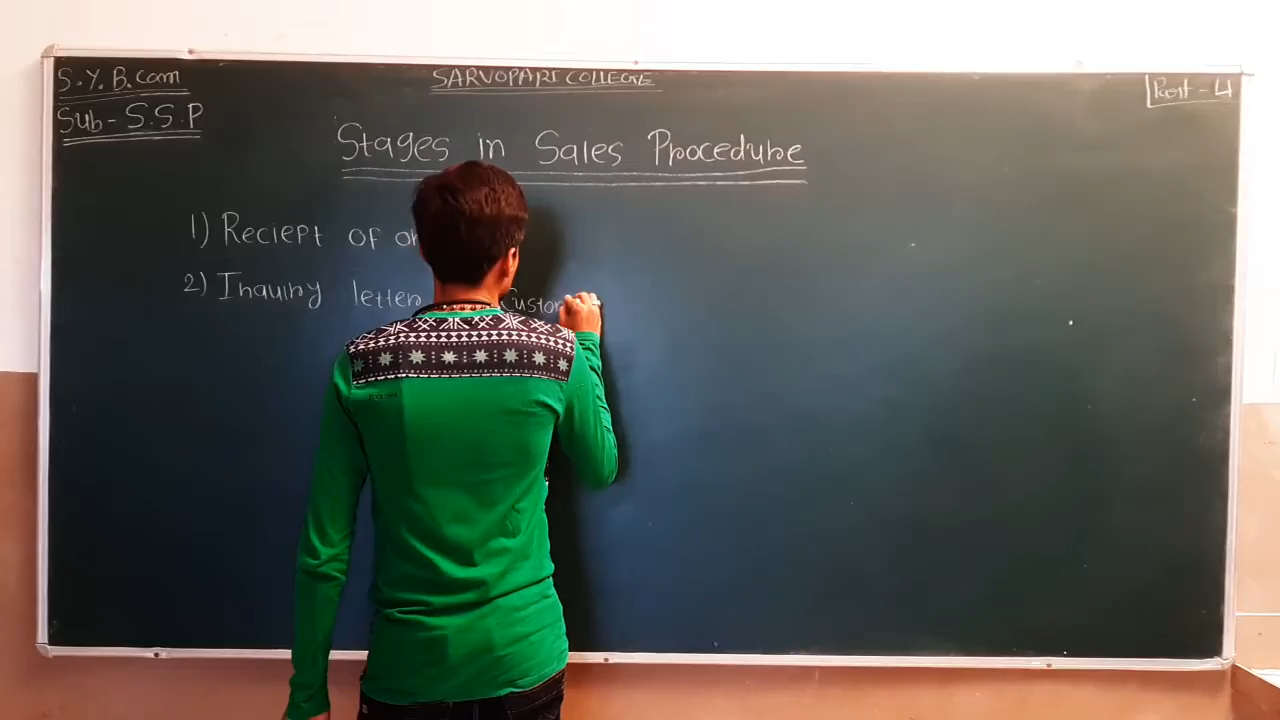 S.Y.B.Com
SARVOPARI COLLEGE
Part - 4
Sub - S.S.P
Stages in Sales Procedure
1) Reciept of
2) Inquiry letter